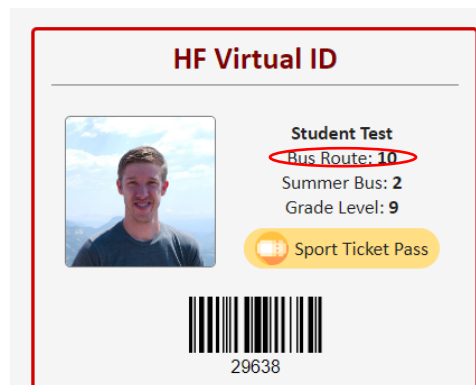 HF Virtual ID
Student Test
Bus Route: 10
Summer Bus: 2
Grade Level: 9
Sport Ticket Pass
29638